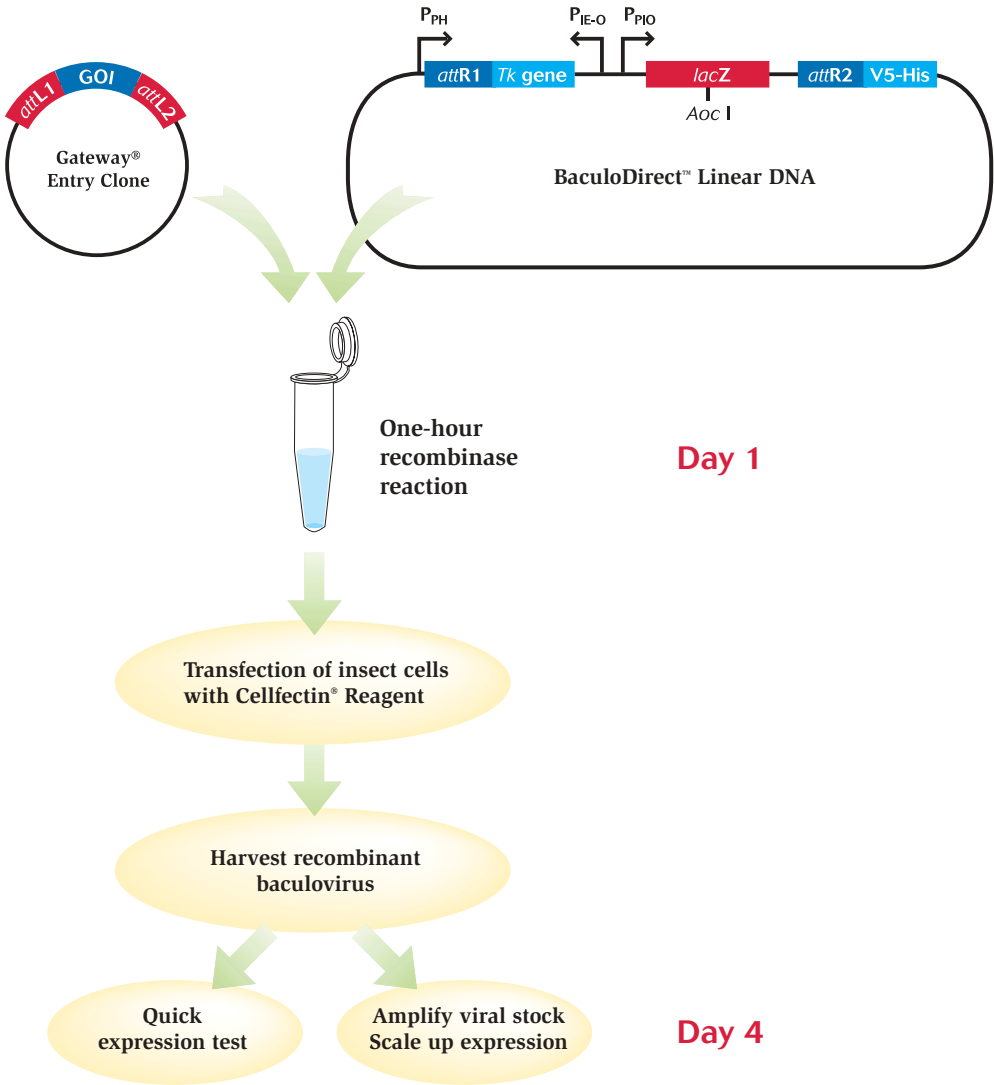 attL1 GOI attL2
Gateway®
Entry Clone
PPH PIE-O PPIO
attR1 Tk gene lacZ attR2 V5-His
Aoc I
BaculoDirect™ Linear DNA
One-hour
recombinase
reaction
Day 1
Transfection of insect cells
with Cellfectin® Reagent
Harvest recombinant
baculovirus
Quick
expression test
Amplify viral stock
Scale up expression
Day 4